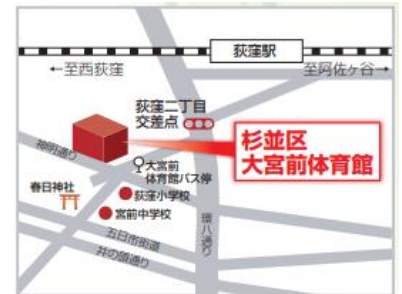 荻窪駅
←至西荻窪
至阿佐ヶ谷→
荻窪二丁目
交差点
杉並区
大宮前体育館
神明通り
大宮前
体育館バス停
春日神社
荻窪小学校
宮前中学校
環八通り
五日市街道
井の頭通り